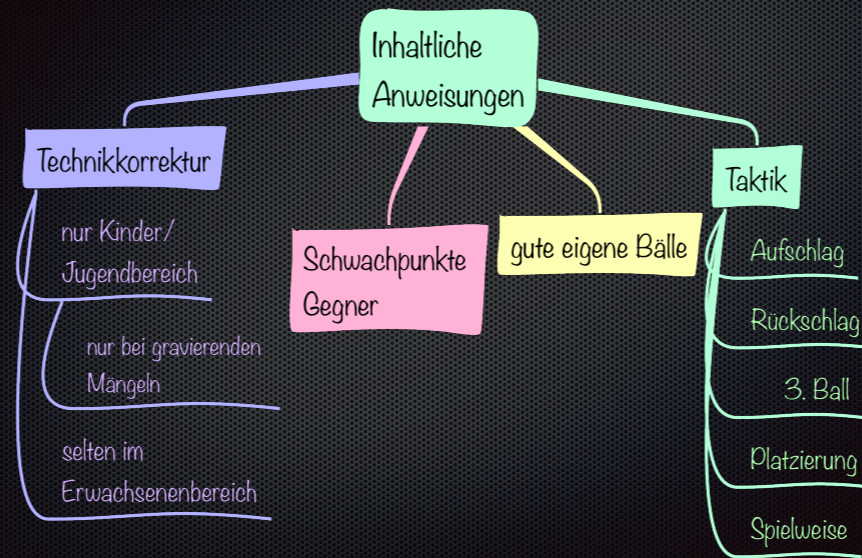 Inhaltliche
Anweisungen
Technikkorrektur
nur Kinder/
Jugendbereich
nur bei gravierenden
Mängeln
selten im
Erwachsenenbereich
Schwachpunkte
Gegner
gute eigene Bälle
Taktik
Aufschlag
Rückschlag
3. Ball
Platzierung
Spielweise